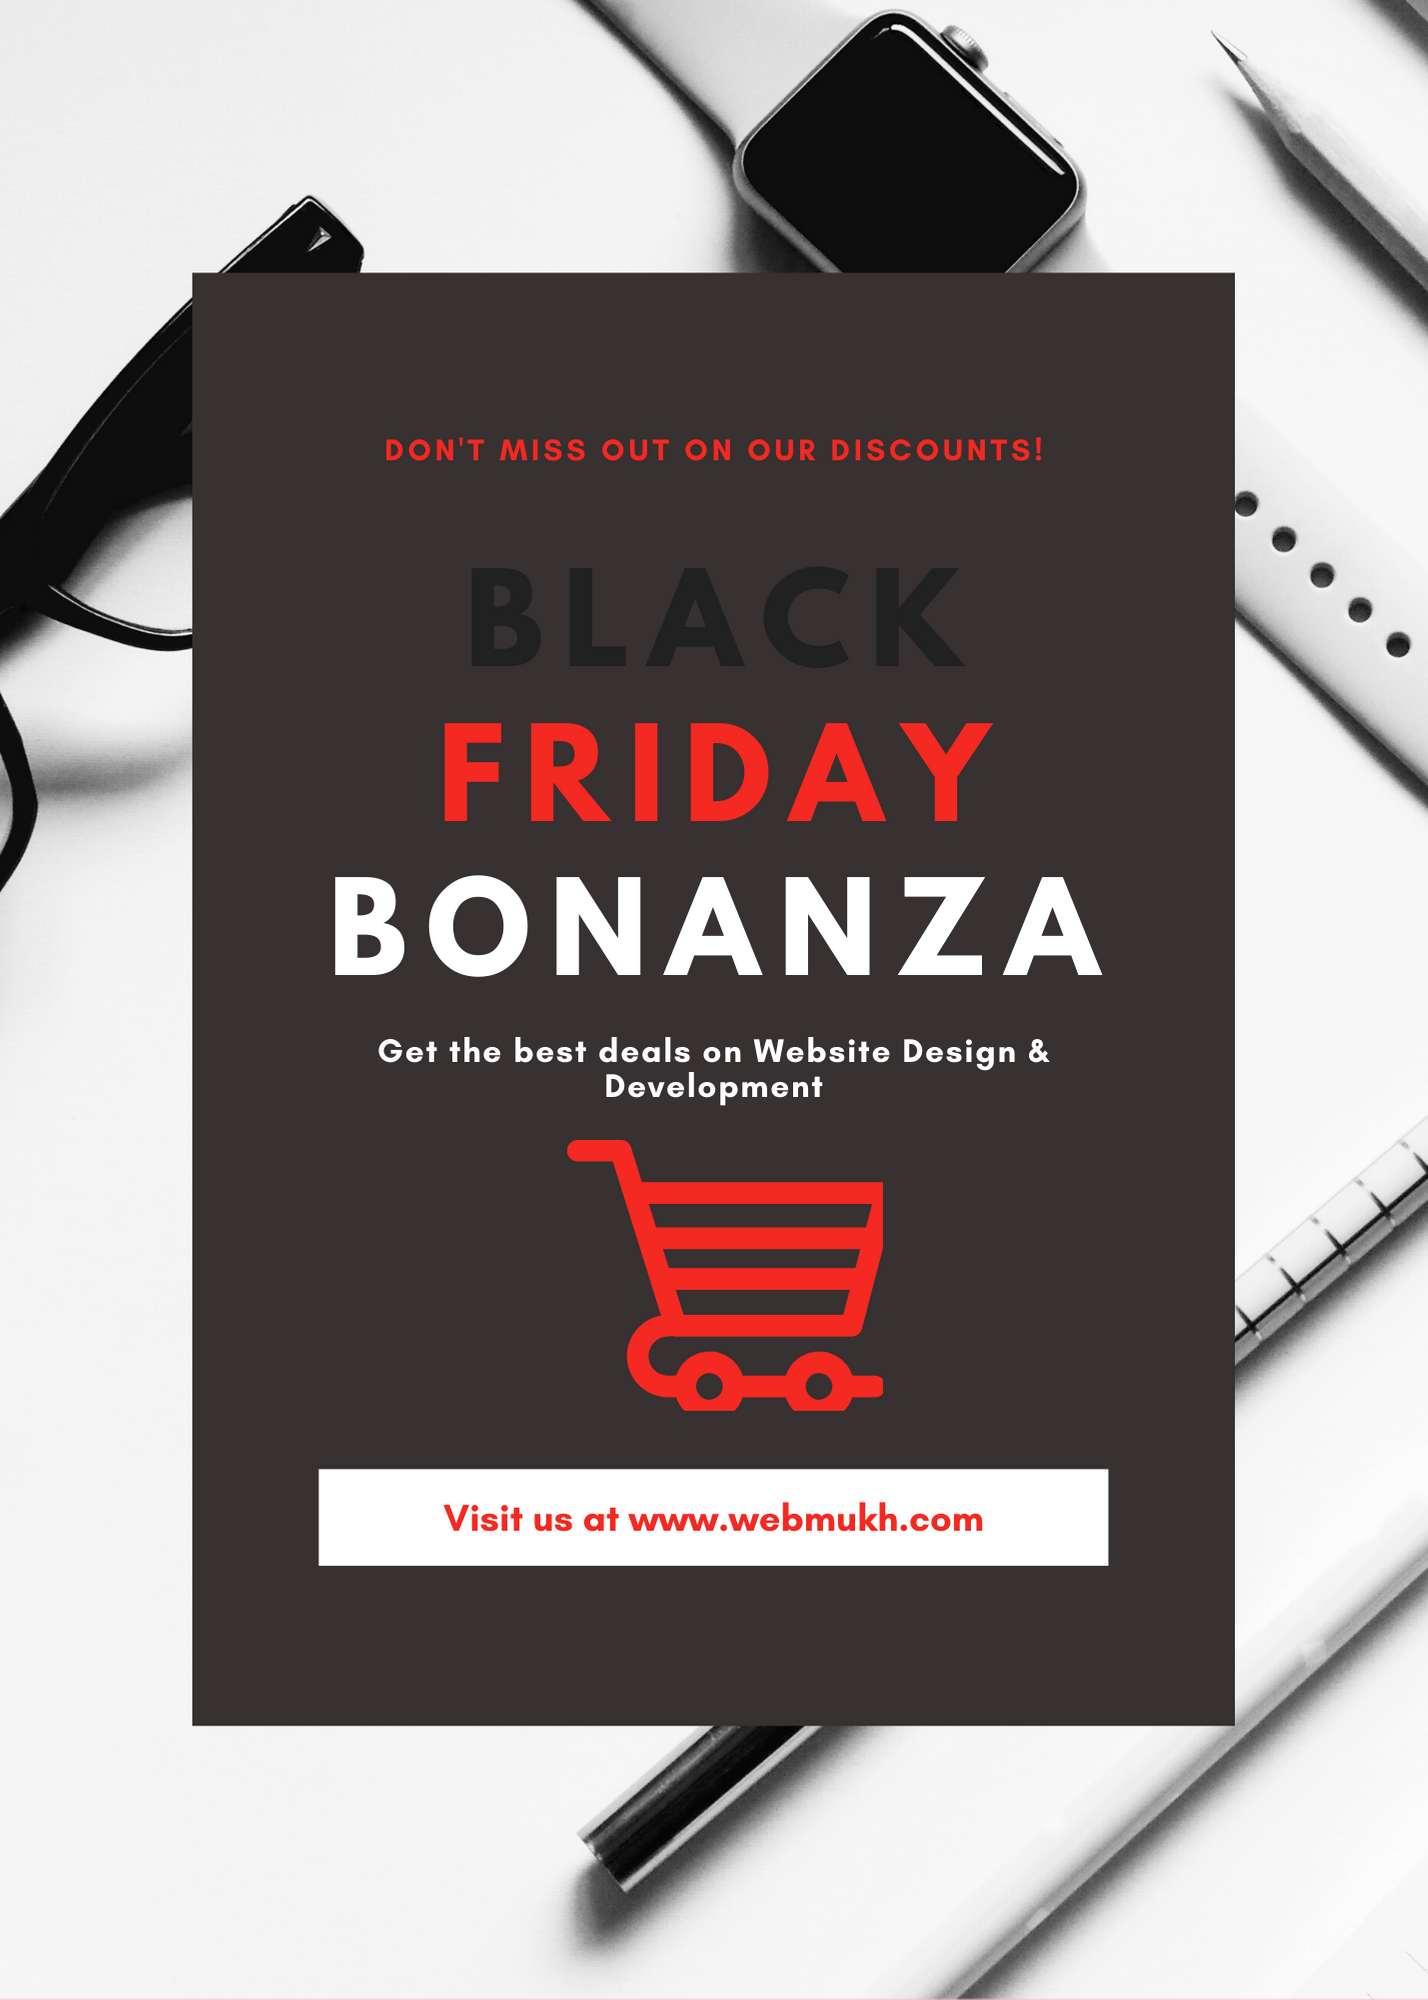 DON'T MISS OUT ON OUR DISCOUNTS!
BLACK
FRIDAY
BONANZA
Get the best deals on Website Design &
Development
Visit us at www.webmukh.com